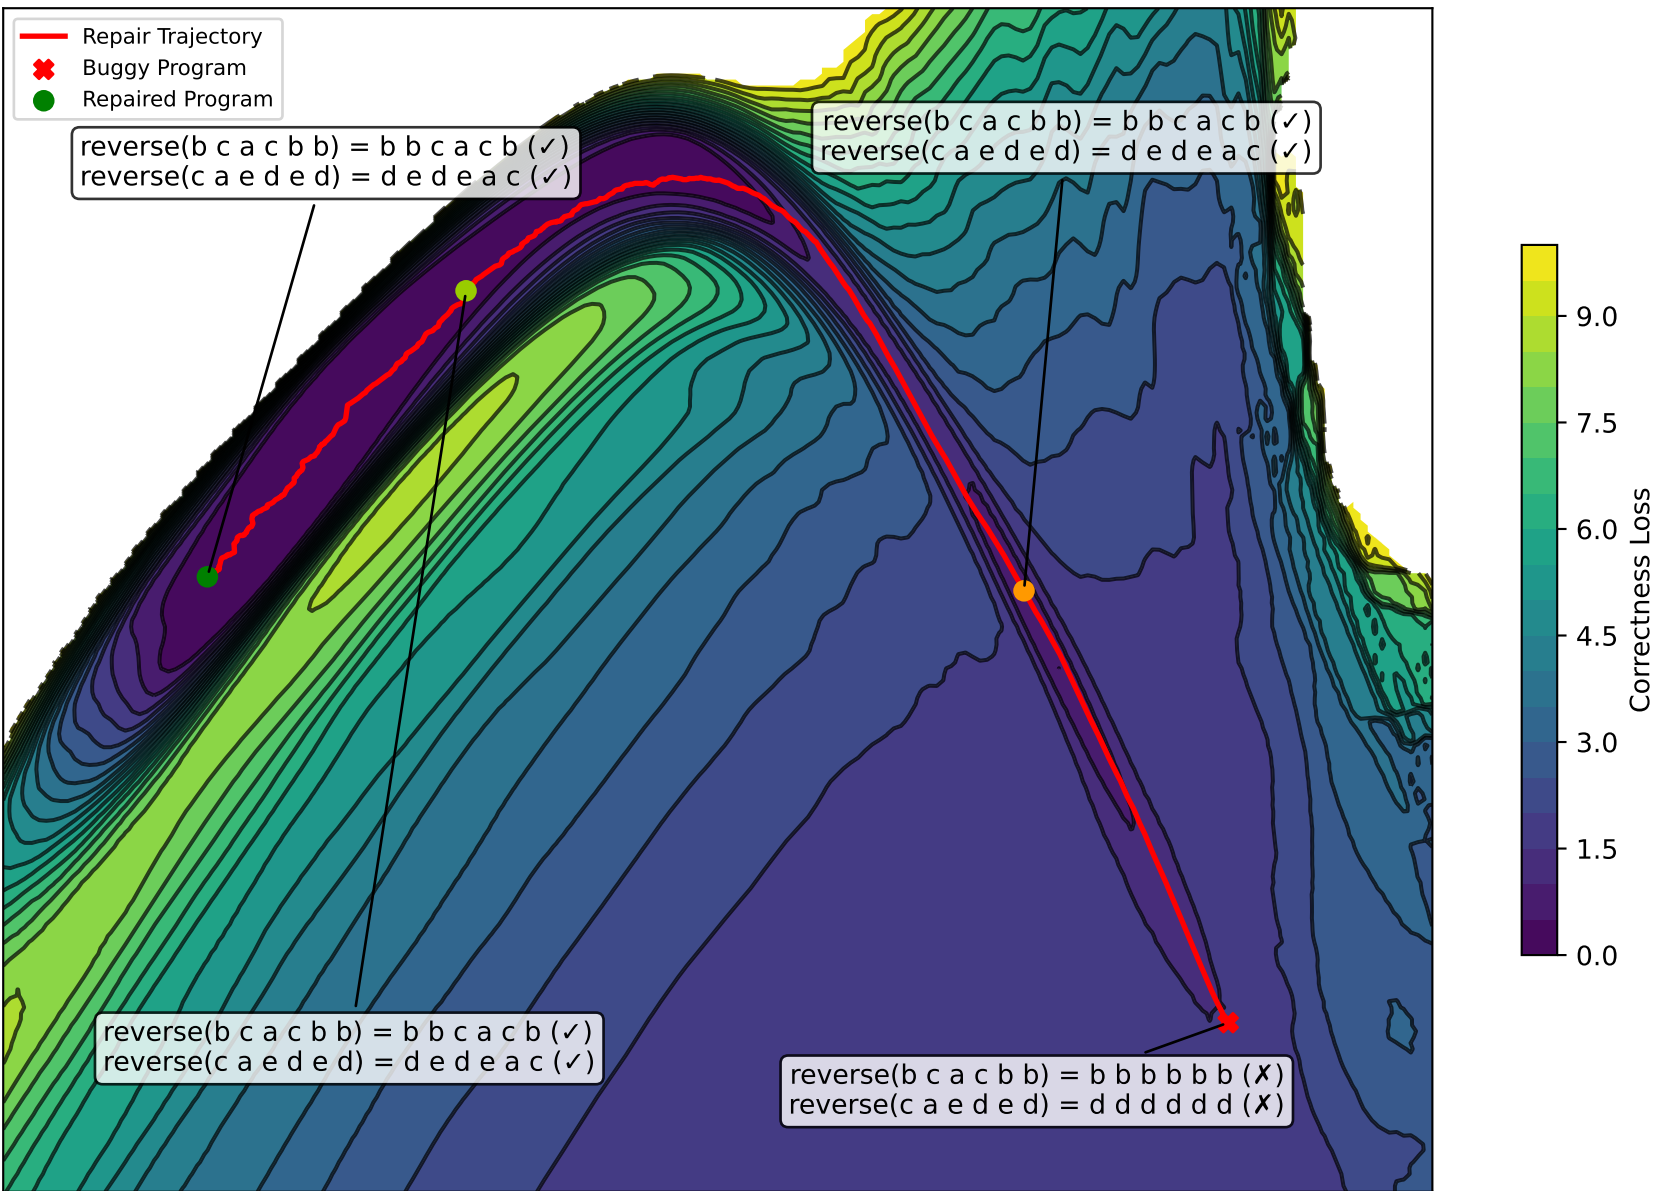 Repair Trajectory
Buggy Program
Repaired Program
reverse(b c a c b b) = b b c a c b (✓)
reverse(c a e d e d) = d e d e a c (✓)
reverse(b c a c b b) = b b c a c b (✓)
reverse(c a e d e d) = d e d e a c (✓)
reverse(b c a c b b) = b b c a c b (✓)
reverse(c a e d e d) = d e d e a c (✓)
reverse(b c a c b b) = b b b b b b (✗)
reverse(c a e d e d) = d d d d d d (✗)
9.0
7.5
6.0
4.5
3.0
1.5
0.0
Correctness Loss